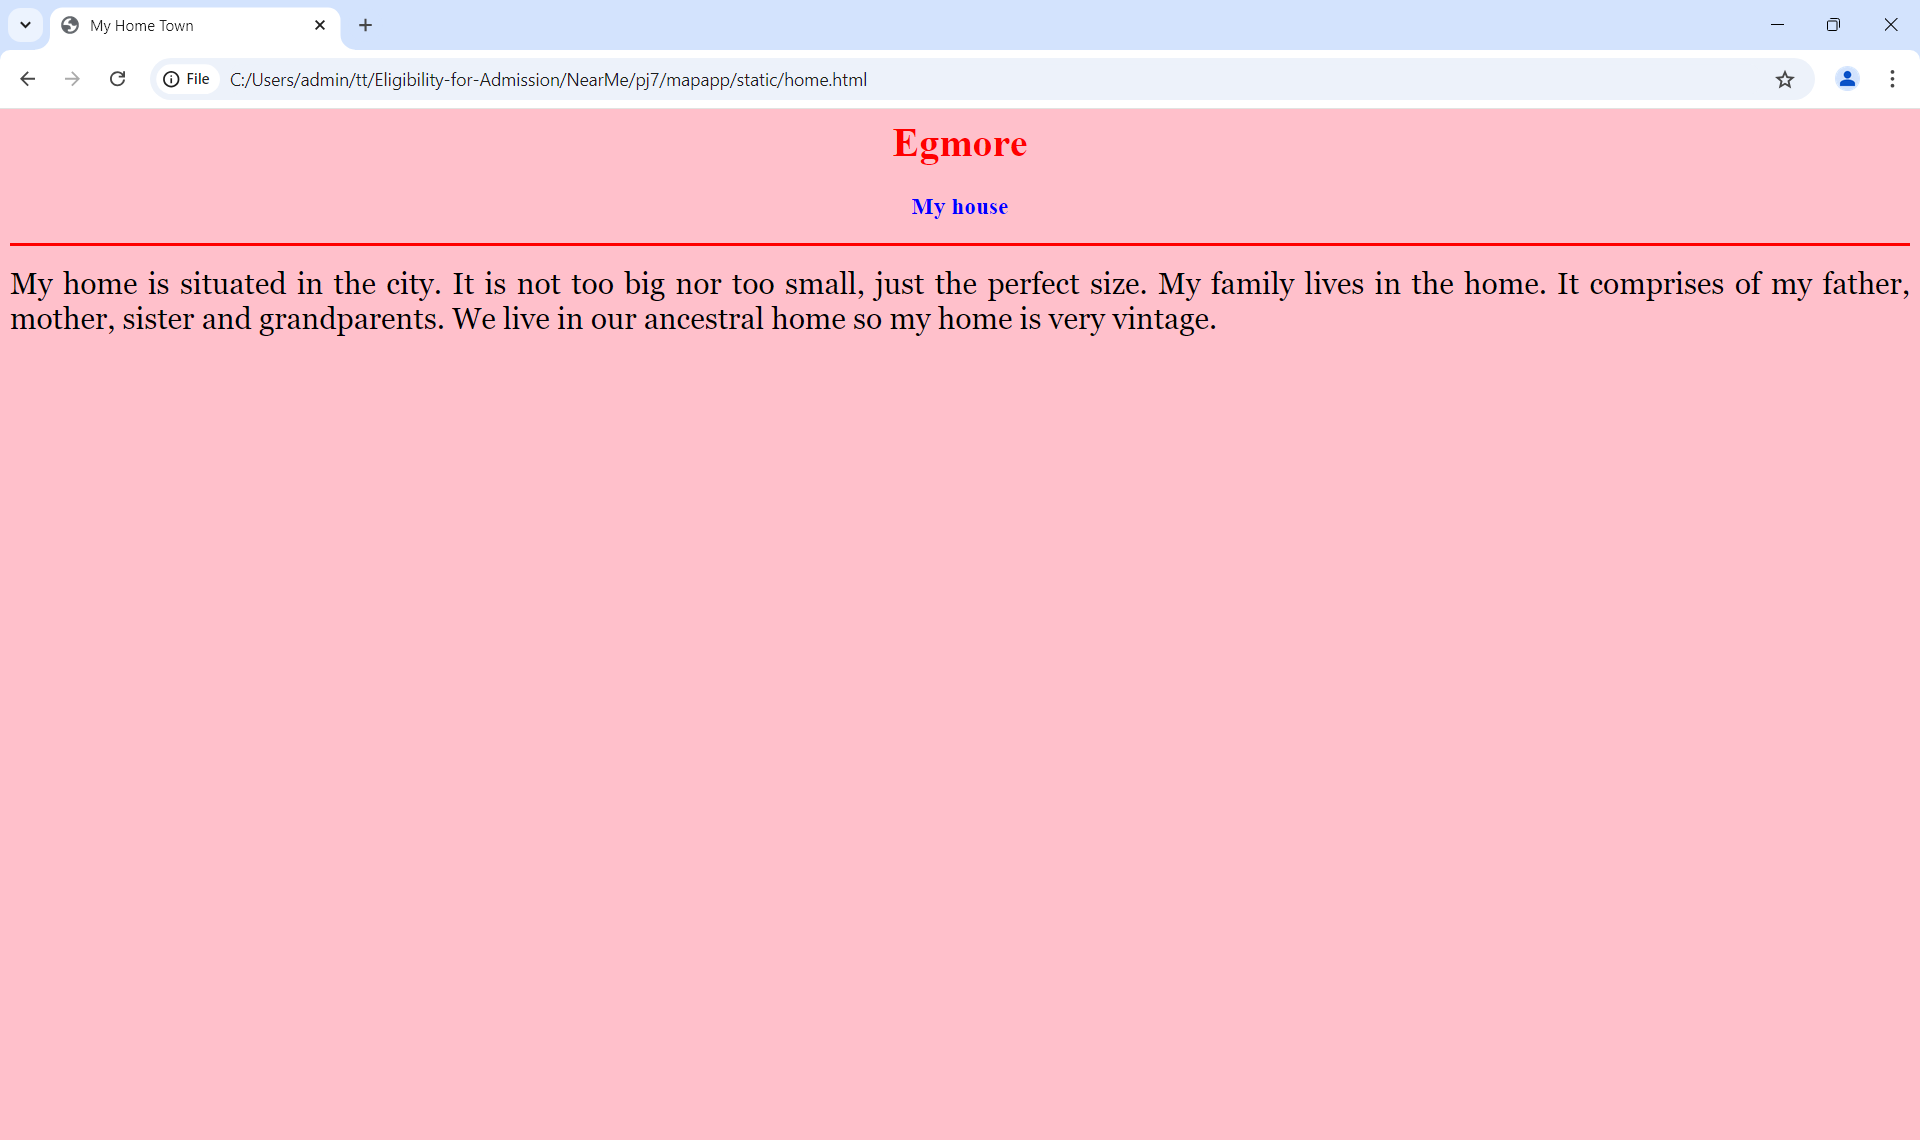 My Home Town
File C:/Users/admin/tt/Eligibility-for-Admission/NearMe/pj7/mapapp/static/home.html
Egmore
My house
My home is situated in the city. It is not too big nor too small, just the perfect size. My family lives in the home. It comprises of my father,
mother, sister and grandparents. We live in our ancestral home so my home is very vintage.